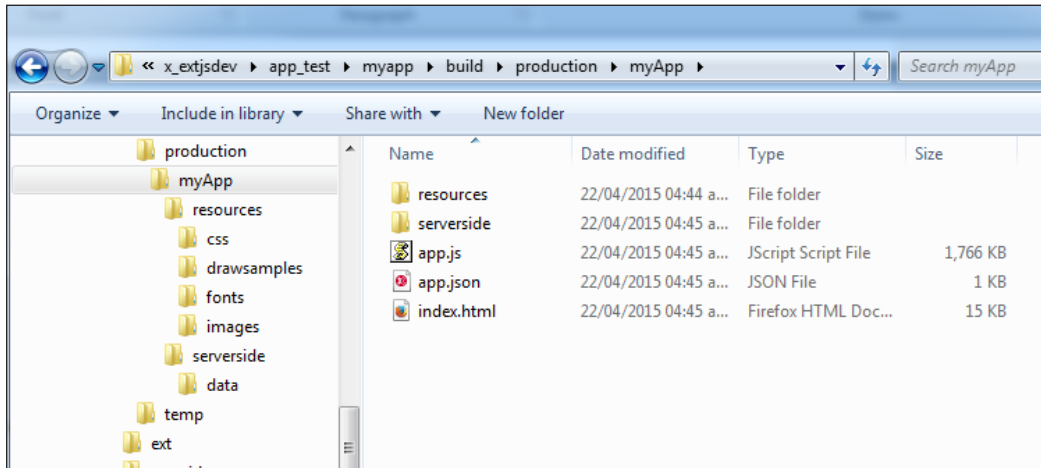 « x_extjsdev ▸ app_test ▸ myapp ▸ build ▸ production ▸ myApp ▸ Search myApp
Organize Include in library Share with New folder
production
myApp
resources
css
drawsamples
fonts
images
serverside
data
temp
ext
Name Date modified Type Size
resources 22/04/2015 04:44 a... File folder
serverside 22/04/2015 04:45 a... File folder
app.js 22/04/2015 04:45 a... JScript Script File 1,766 KB
app.json 22/04/2015 04:45 a... JSON File 1 KB
index.html 22/04/2015 04:45 a... Firefox HTML Doc... 15 KB